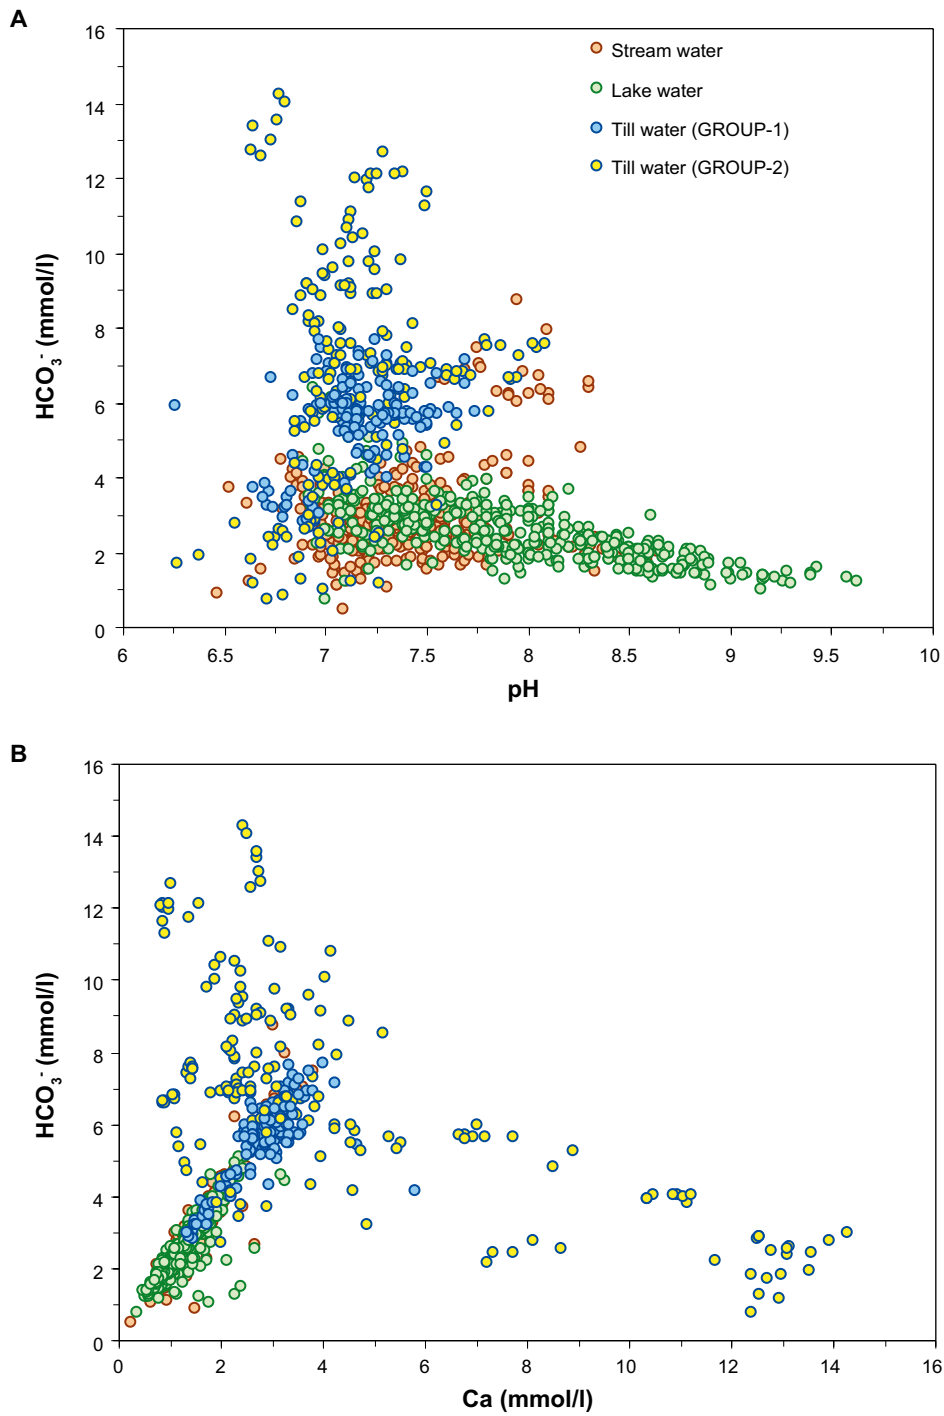 A
16
14
12
10
8
6
4
2
0
HCO3- (mmol/l)
Stream water
Lake water
Till water (GROUP-1)
Till water (GROUP-2)
6 6.5 7 7.5 8 8.5 9 9.5 10
pH
B
16
14
12
10
8
6
4
2
0
HCO3- (mmol/l)
0 2 4 6 8 10 12 14 16
Ca (mmol/l)